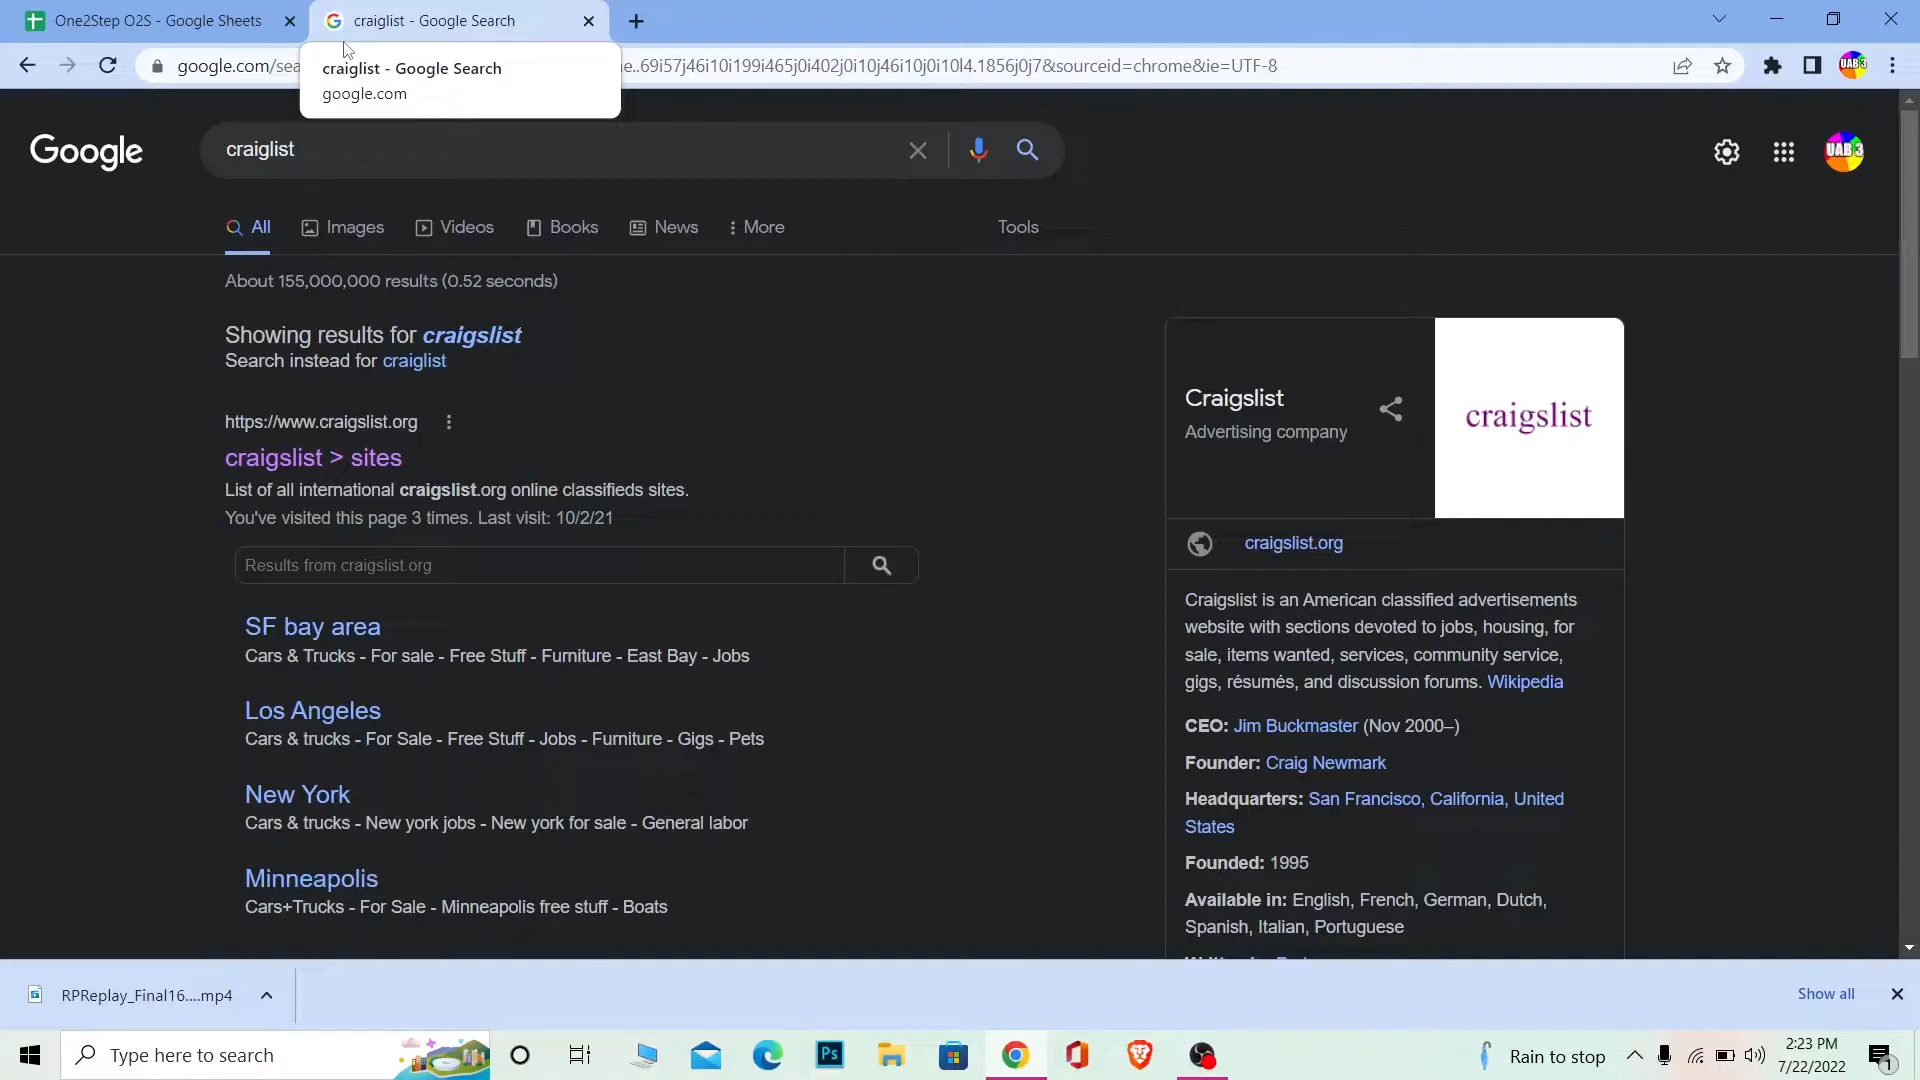 One2Step O2S - Google Sheets
craiglist - Google Search
google.com/sea
e..69i57j46i10i199i465j0i402j0i10j46i10j0i10l4.1856j0j7&sourceid=chrome&ie=UTF-8
UAB 3
craiglist - Google Search
google.com
Google
craiglist
UAB 3
All
Images
Videos
Books
News
More
Tools
About 155,000,000 results (0.52 seconds)
Showing results for craigslist
Search instead for craiglist
https://www.craigslist.org
craigslist > sites
List of all international craigslist.org online classifieds sites.
You've visited this page 3 times. Last visit: 10/2/21
Results from craigslist.org
SF bay area
Cars & Trucks - For sale - Free Stuff - Furniture - East Bay - Jobs
Los Angeles
Cars & trucks - For Sale - Free Stuff - Jobs - Furniture - Gigs - Pets
New York
Cars & trucks - New york jobs - New york for sale - General labor
Minneapolis
Cars+Trucks - For Sale - Minneapolis free stuff - Boats
Craigslist
Advertising company
craigslist
craigslist.org
Craigslist is an American classified advertisements
website with sections devoted to jobs, housing, for
sale, items wanted, services, community service,
gigs, résumés, and discussion forums. Wikipedia
CEO: Jim Buckmaster (Nov 2000–)
Founder: Craig Newmark
Headquarters: San Francisco, California, United
States
Founded: 1995
Available in: English, French, German, Dutch,
Spanish, Italian, Portuguese
RPReplay_Final16....mp4
Show all
Type here to search
Ps
Rain to stop
2:23 PM
7/22/2022
1